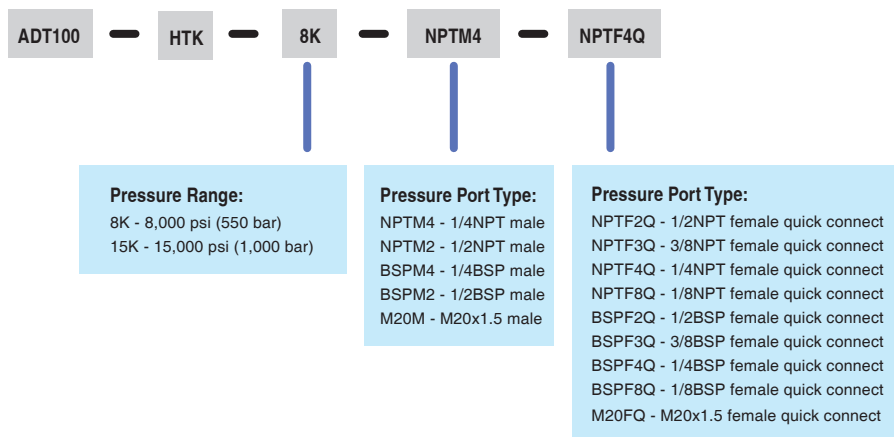 ADT100 — HTK — 8K — NPTM4 — NPTF4Q
Pressure Range:
8K - 8,000 psi (550 bar)
15K - 15,000 psi (1,000 bar)
Pressure Port Type:
NPTM4 - 1/4NPT male
NPTM2 - 1/2NPT male
BSPM4 - 1/4BSP male
BSPM2 - 1/2BSP male
M20M - M20x1.5 male
Pressure Port Type:
NPTF2Q - 1/2NPT female quick connect
NPTF3Q - 3/8NPT female quick connect
NPTF4Q - 1/4NPT female quick connect
NPTF8Q - 1/8NPT female quick connect
BSPF2Q - 1/2BSP female quick connect
BSPF3Q - 3/8BSP female quick connect
BSPF4Q - 1/4BSP female quick connect
BSPF8Q - 1/8BSP female quick connect
M20FQ - M20x1.5 female quick connect